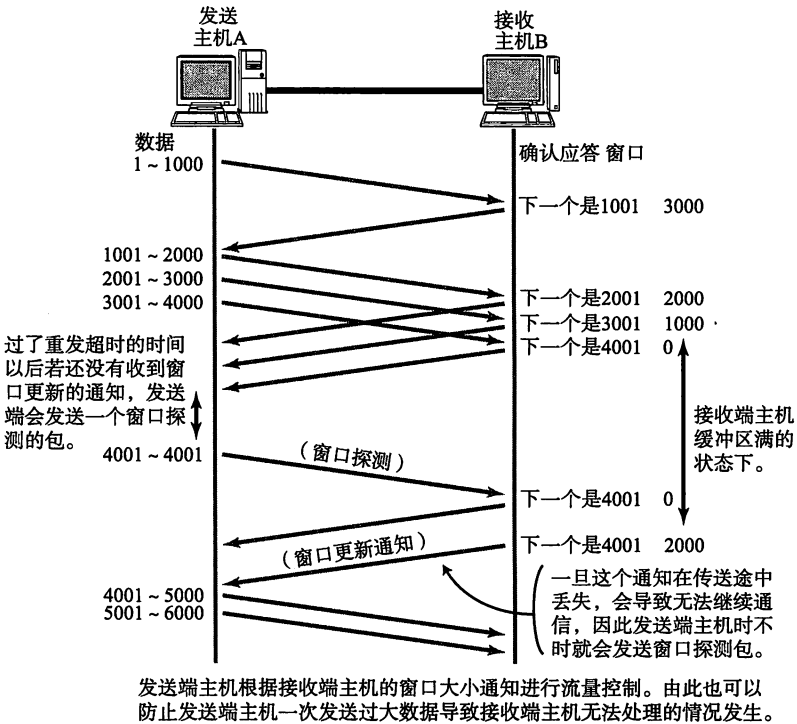 发送
主机A
接收
主机B
数据
确认应答 窗口
1 ~ 1000
下一个是1001 3000
1001 ~ 2000
2001 ~ 3000
3001 ~ 4000
下一个是2001 2000
下一个是3001 1000
下一个是4001 0
过了重发超时的时间
以后若还没有收到窗
口更新的通知，发送
端会发送一个窗口探
测的包。
接收端主机
缓冲区满的
状态下。
4001 ~ 4001
（窗口探测）
下一个是4001 0
（窗口更新通知）
下一个是4001 2000
4001 ~ 5000
5001 ~ 6000
一旦这个通知在传送途中
丢失，会导致无法继续通
信，因此发送端主机时不
时就会发送窗口探测包。
发送端主机根据接收端主机的窗口大小通知进行流量控制。由此也可以
防止发送端主机一次发送过大数据导致接收端主机无法处理的情况发生。